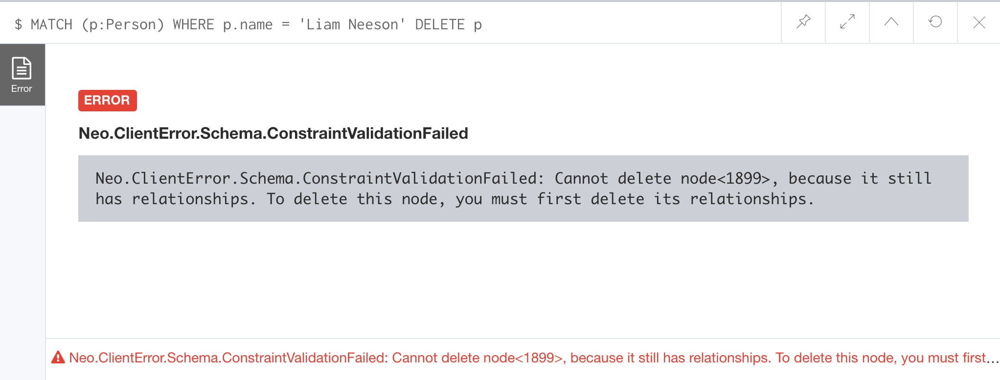 $ MATCH (p:Person) WHERE p.name = 'Liam Neeson' DELETE p
Error
ERROR
Neo.ClientError.Schema.ConstraintValidationFailed
Neo.ClientError.Schema.ConstraintValidationFailed: Cannot delete node<1899>, because it still
has relationships. To delete this node, you must first delete its relationships.
Neo.ClientError.Schema.ConstraintValidationFailed: Cannot delete node<1899>, because it still has relationships. To delete this node, you must first...